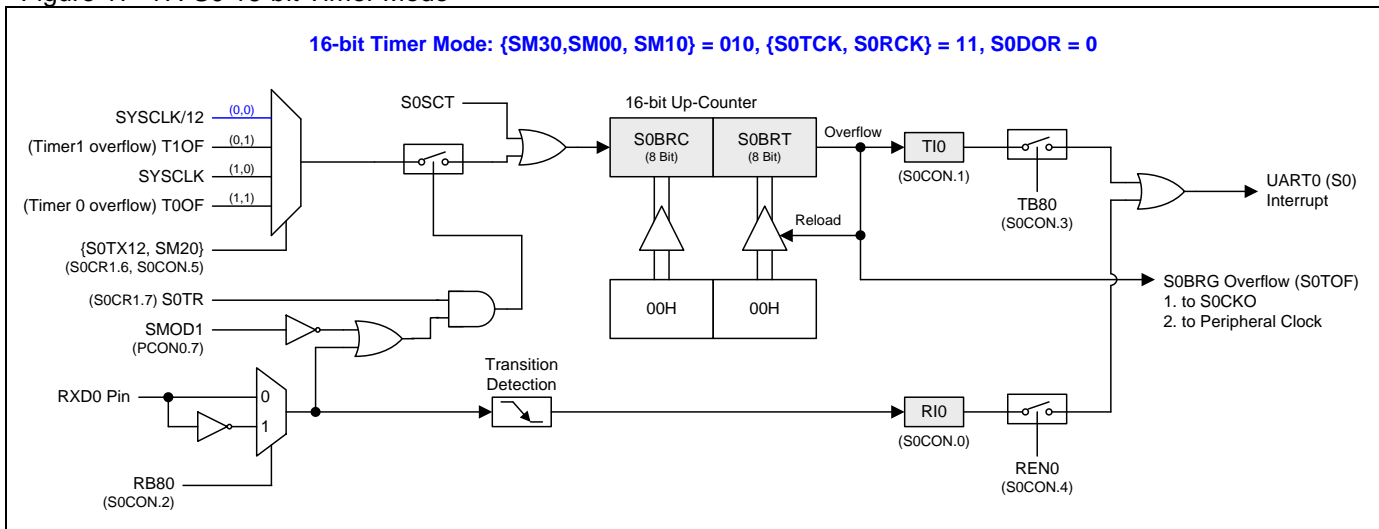 16-bit Timer Mode: {SM30,SM00, SM10} = 010, {S0TCK, S0RCK} = 11, S0DOR = 0
SYSCLK/12
(0,0)
(Timer1 overflow) T1OF
(0,1)
SYSCLK
(1,0)
(Timer 0 overflow) T0OF
(1,1)
{S0TX12, SM20}
(S0CR1.6, S0CON.5)
(S0CR1.7) S0TR
SMOD1
(PCON0.7)
RXD0 Pin
0
1
RB80
(S0CON.2)
S0SCT
16-bit Up-Counter
S0BRC
(8 Bit)
S0BRT
(8 Bit)
Overflow
Reload
00H
00H
Transition
Detection
TI0
(S0CON.1)
TB80
(S0CON.3)
UART0 (S0)
Interrupt
S0BRG Overflow (S0TOF)
1. to S0CKO
2. to Peripheral Clock
RI0
(S0CON.0)
REN0
(S0CON.4)